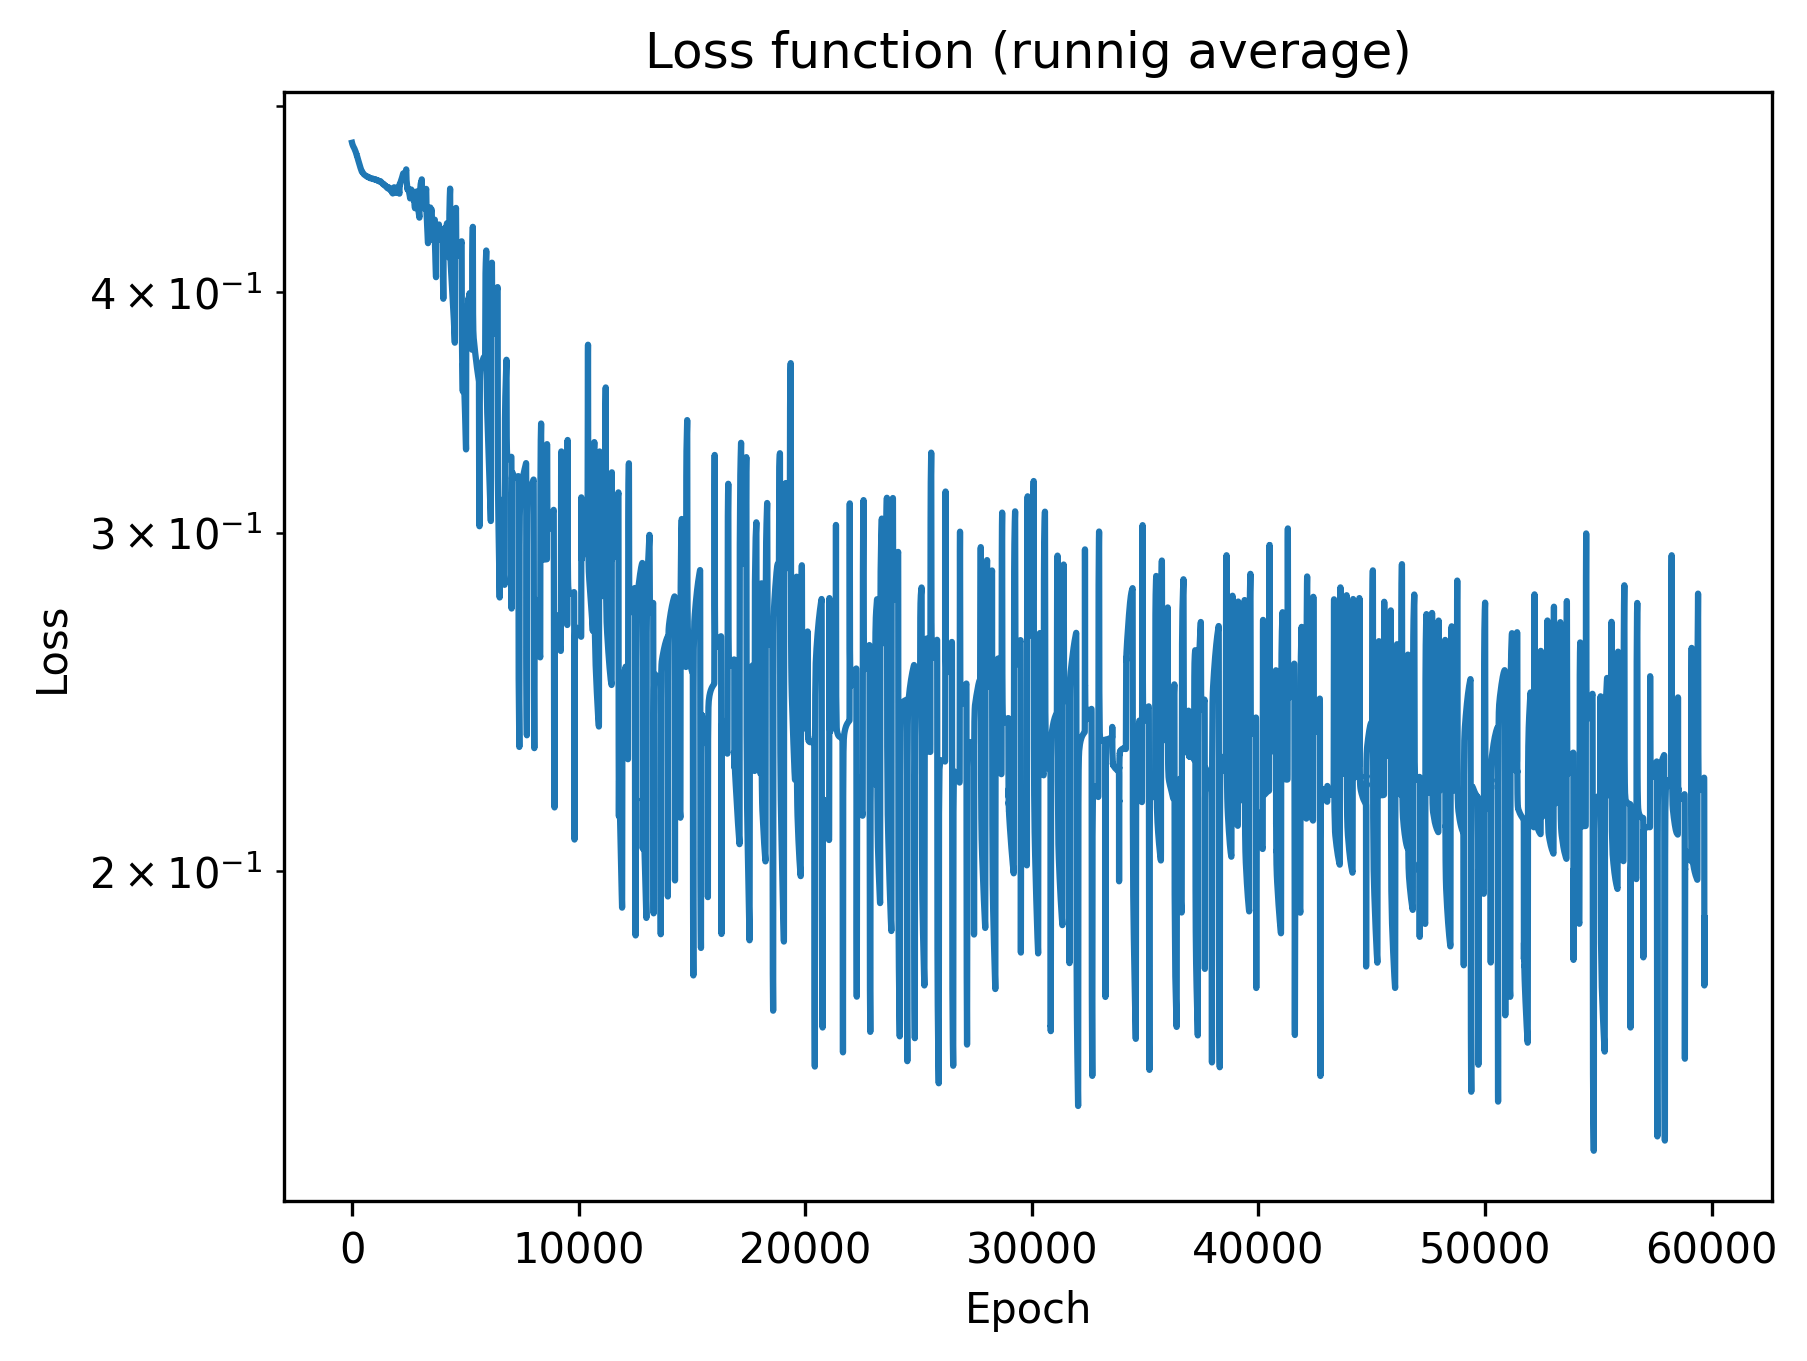 Loss function (runnig average)
4 × 10⁻¹
3 × 10⁻¹
2 × 10⁻¹
Loss
0 10000 20000 30000 40000 50000 60000
Epoch